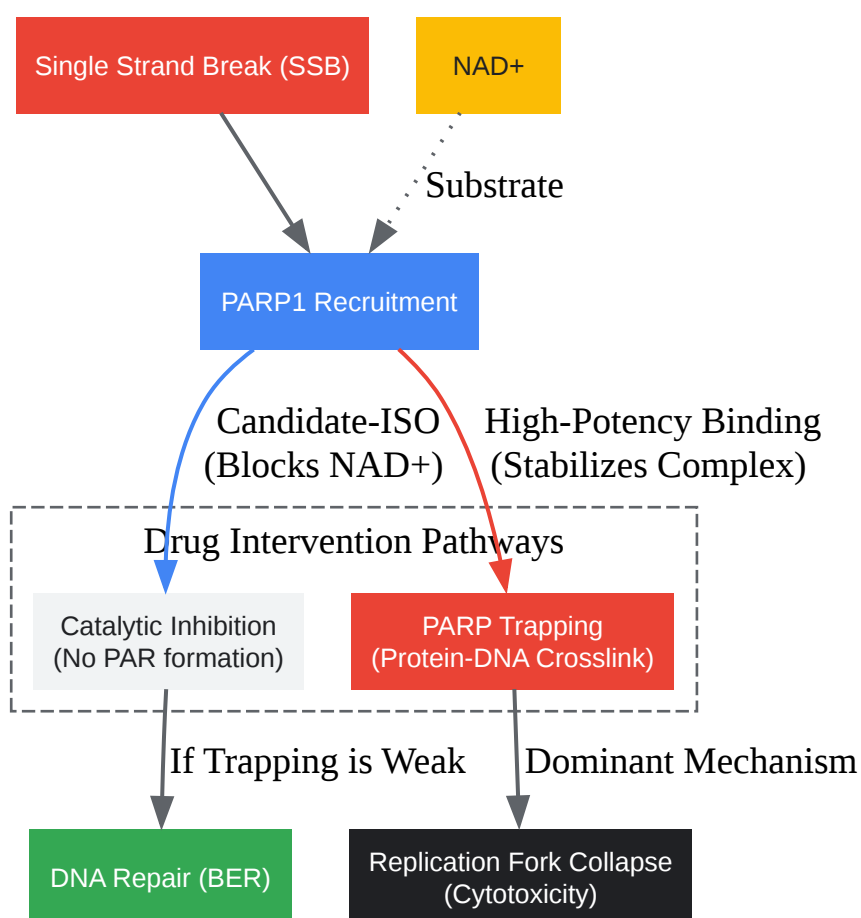 Single Strand Break (SSB)
NAD+
Substrate
PARP1 Recruitment
Candidate-ISO
(Blocks NAD+)
High-Potency Binding
(Stabilizes Complex)
Drug Intervention Pathways
Catalytic Inhibition
(No PAR formation)
PARP Trapping
(Protein-DNA Crosslink)
If Trapping is Weak
Dominant Mechanism
DNA Repair (BER)
Replication Fork Collapse
(Cytotoxicity)